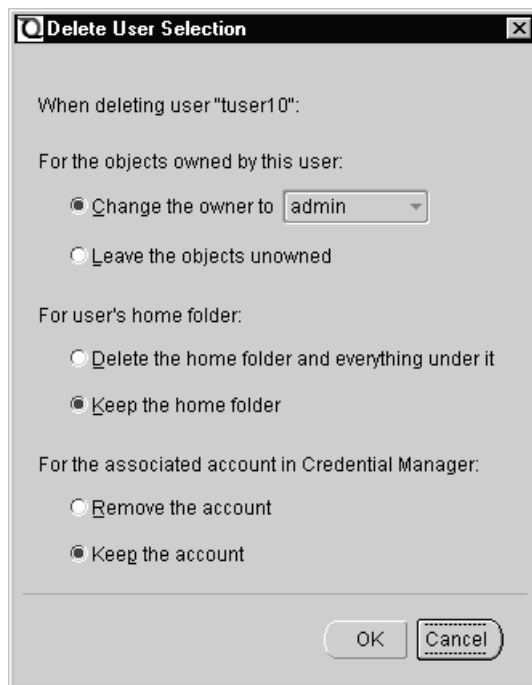 Delete User Selection
When deleting user "tuser10":
For the objects owned by this user:
Change the owner to admin
Leave the objects unowned
For user's home folder:
Delete the home folder and everything under it
Keep the home folder
For the associated account in Credential Manager:
Remove the account
Keep the account
OK Cancel